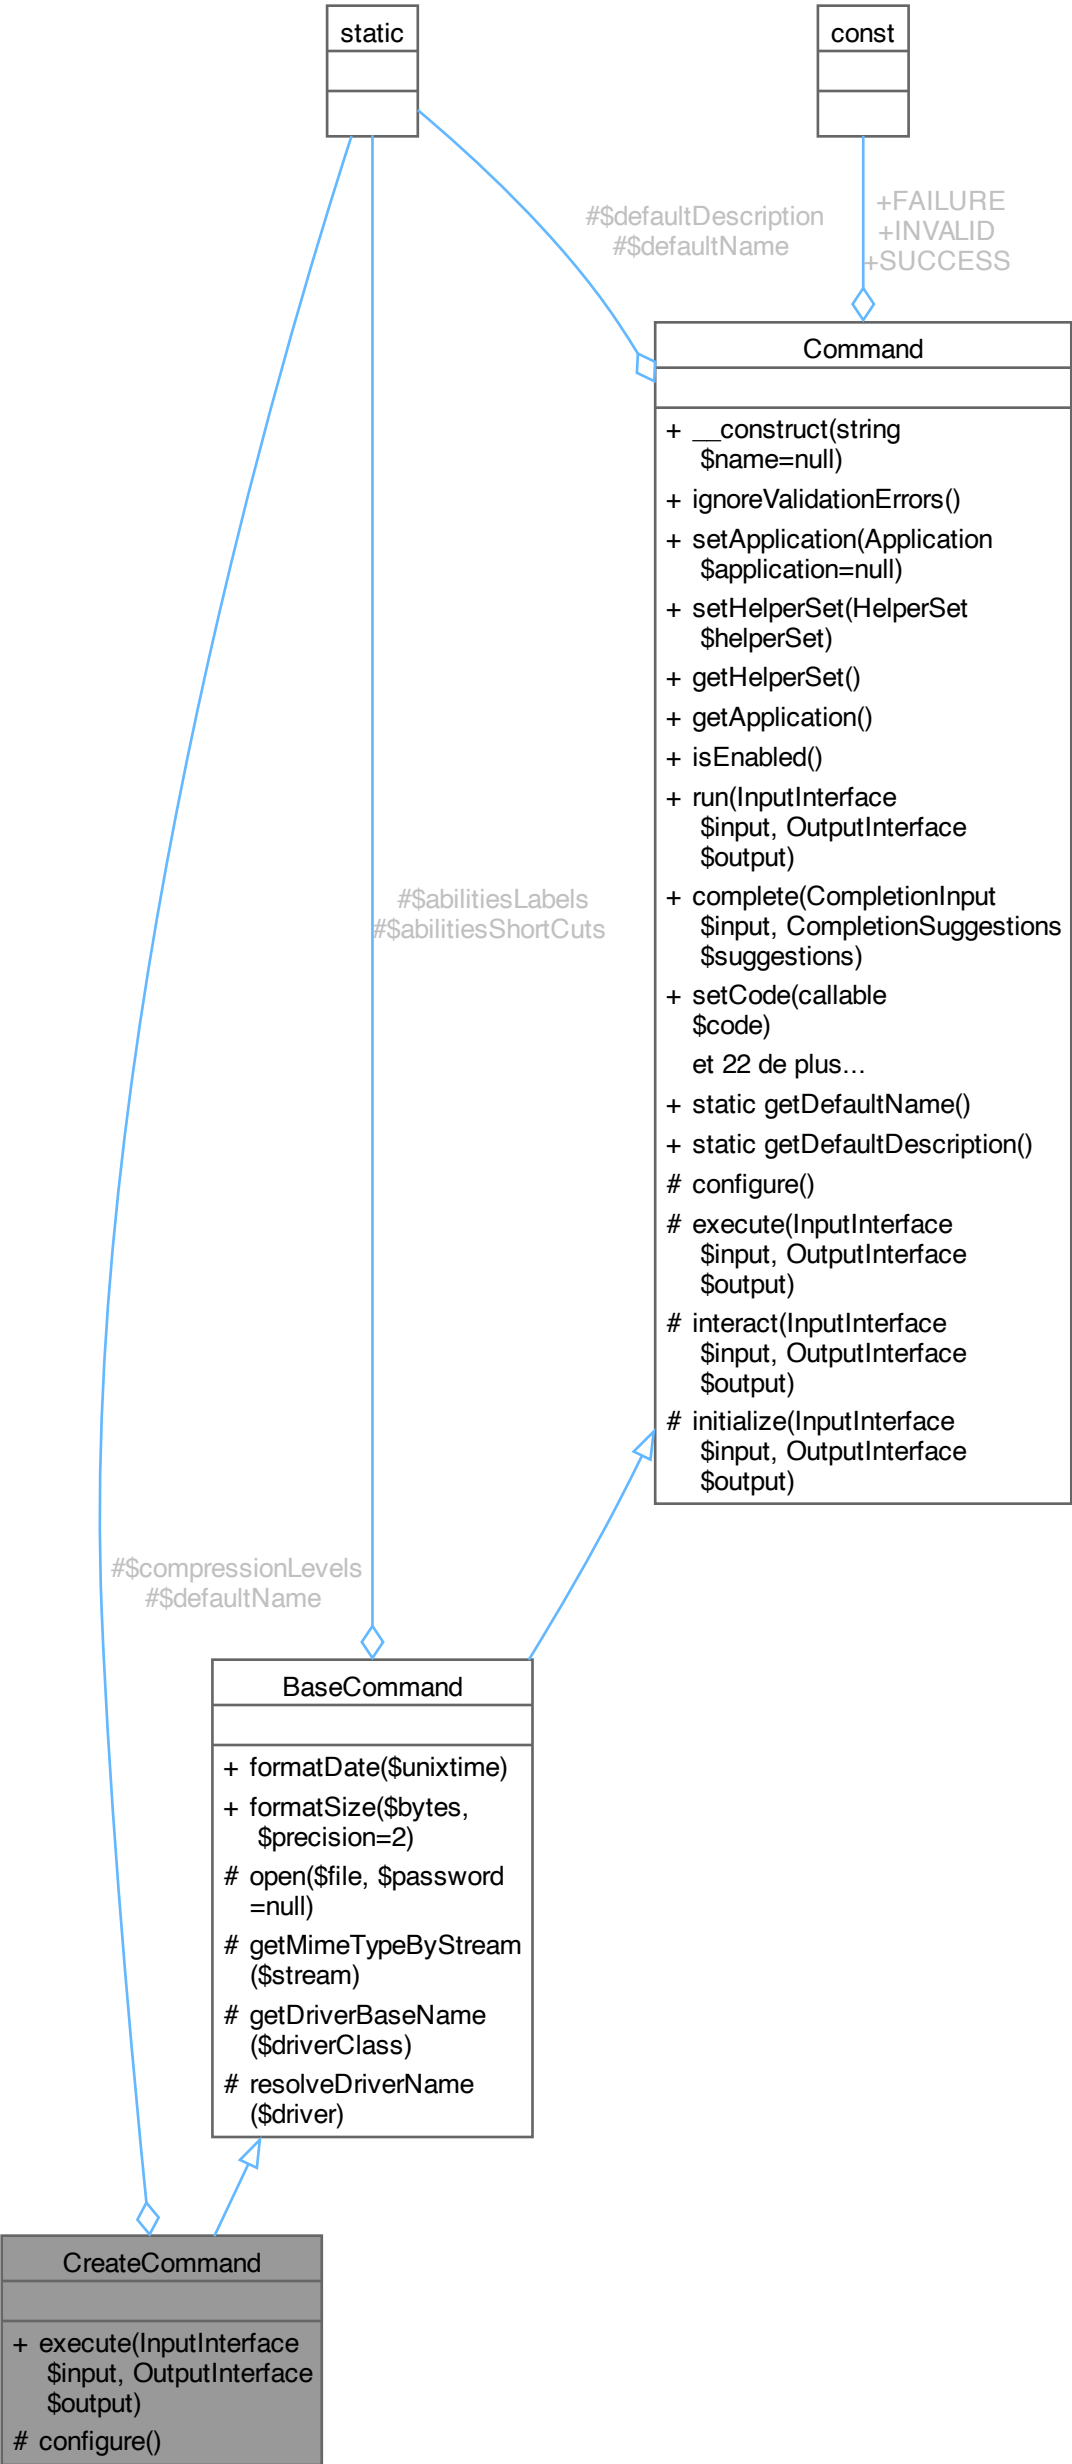 static
const
#$defaultDescription
#$defaultName
+FAILURE
+INVALID
+SUCCESS
Command
+ __construct(string
$name=null)
+ ignoreValidationErrors()
+ setApplication(Application
$application=null)
+ setHelperSet(HelperSet
$helperSet)
+ getHelperSet()
+ getApplication()
+ isEnabled()
+ run(InputInterface
$input, OutputInterface
$output)
+ complete(CompletionInput
$input, CompletionSuggestions
$suggestions)
+ setCode(callable
$code)
et 22 de plus...
+ static getDefaultName()
+ static getDefaultDescription()
# configure()
# execute(InputInterface
$input, OutputInterface
$output)
# interact(InputInterface
$input, OutputInterface
$output)
# initialize(InputInterface
$input, OutputInterface
$output)
#$abilitiesLabels
#$abilitiesShortCuts
#$compressionLevels
#$defaultName
BaseCommand
+ formatDate($unixtime)
+ formatSize($bytes,
$precision=2)
# open($file, $password
=null)
# getMimeTypeByStream
($stream)
# getDriverBaseName
($driverClass)
# resolveDriverName
($driver)
CreateCommand
+ execute(InputInterface
$input, OutputInterface
$output)
# configure()